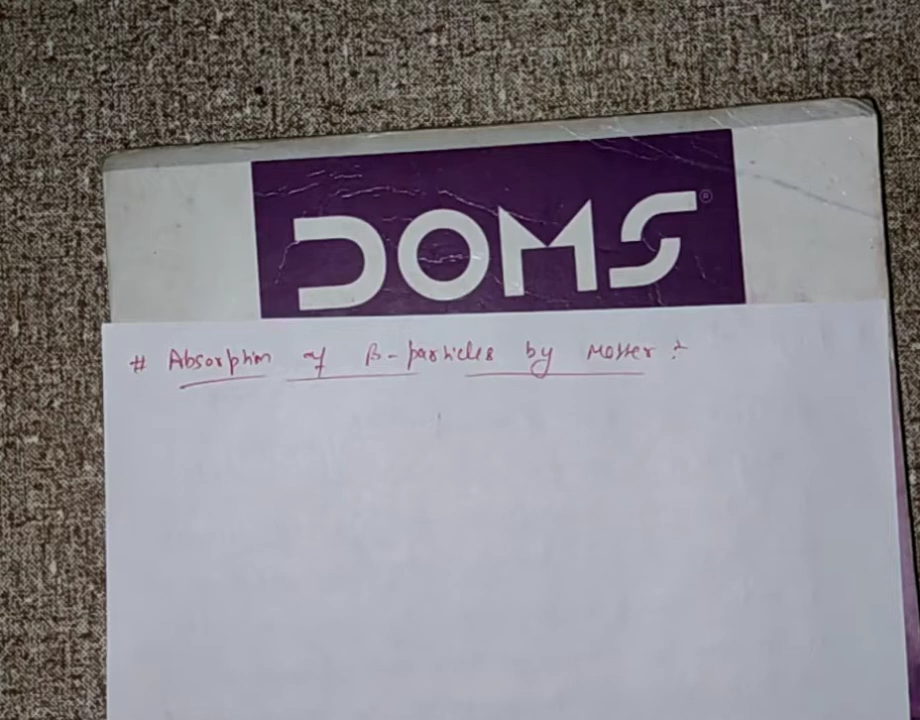 DOMS®
# Absorption of β-particles by Matter :-